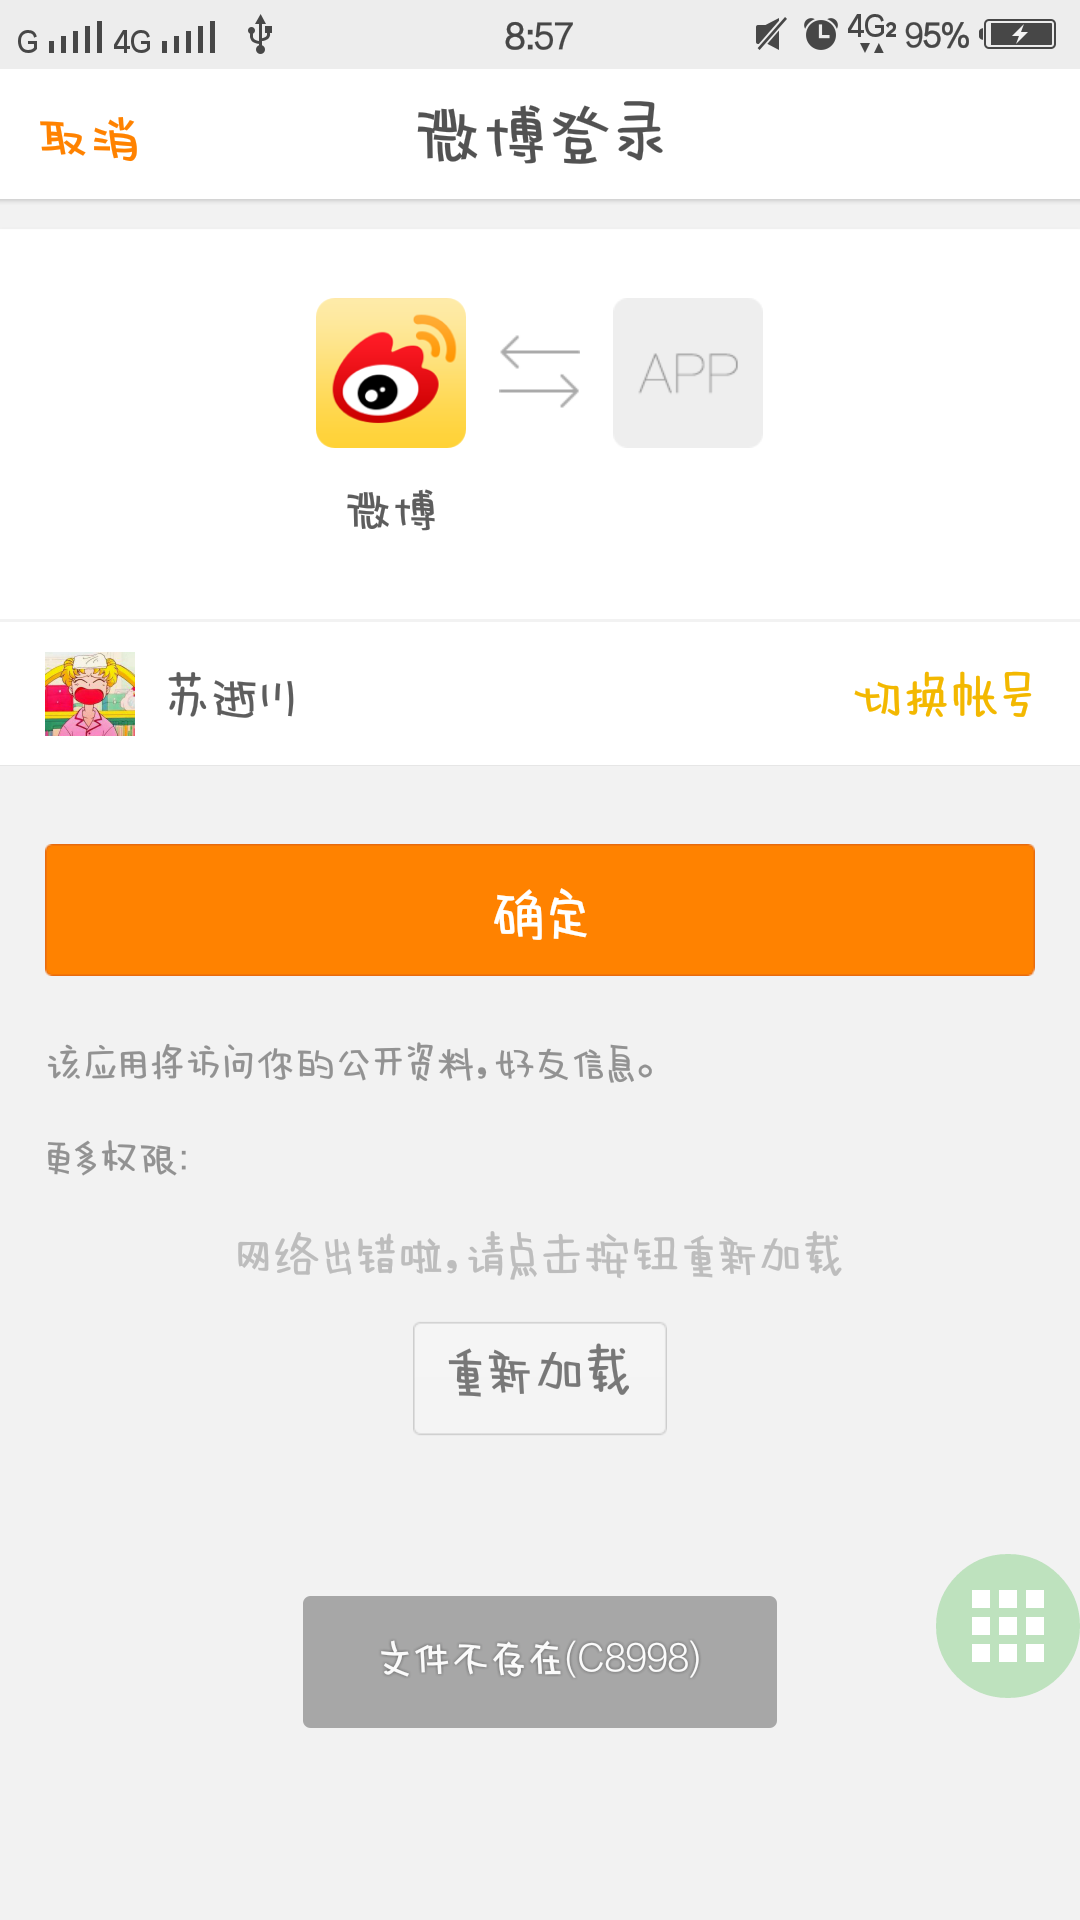 G 4G 8:57 4G2 95%
取消 微博登录
APP
微博
苏逝川 切换帐号
确定
该应用将访问你的公开资料,好友信息。
更多权限:
网络出错啦,请点击按钮重新加载
重新加载
文件不存在(C8998)